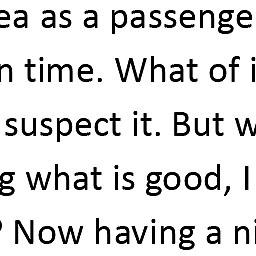 ea as a passenge
n time. What of i
suspect it. But w
g what is good, I
? Now having a ni